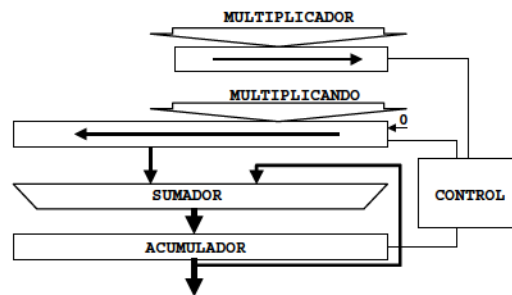 MULTIPLICADOR
MULTIPLICANDO
0
SUMADOR
CONTROL
ACUMULADOR